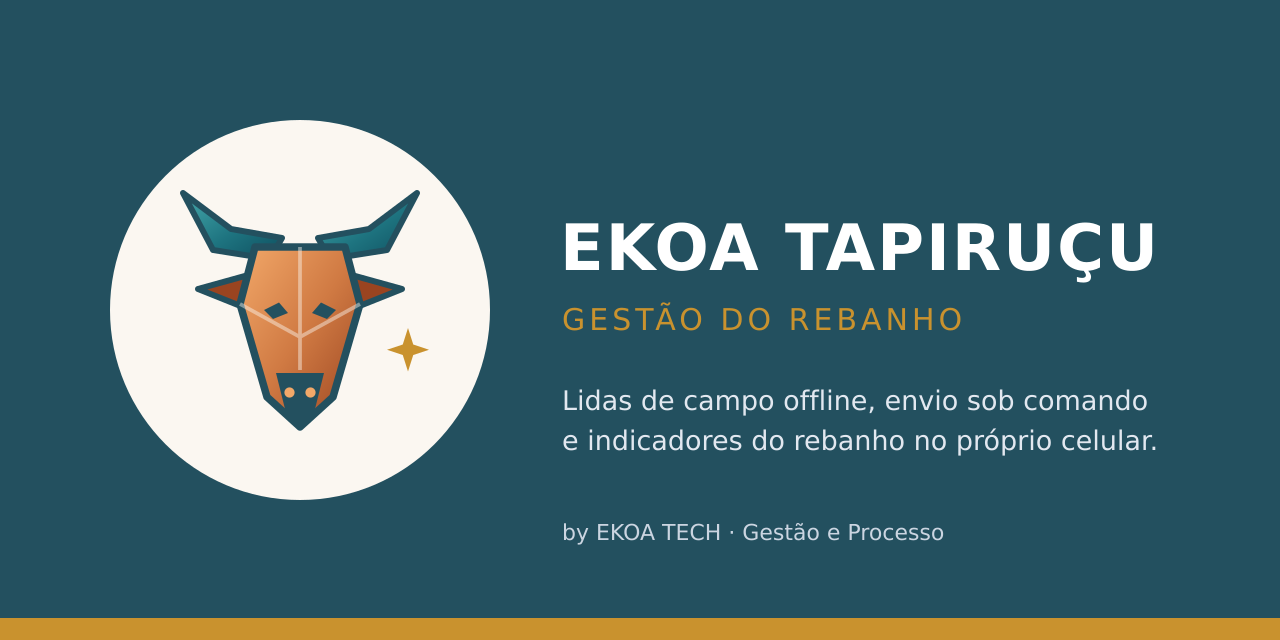 EKOA TAPIRUÇU
GESTÃO DO REBANHO
Lidas de campo offline, envio sob comando
e indicadores do rebanho no próprio celular.
by EKOA TECH · Gestão e Processo